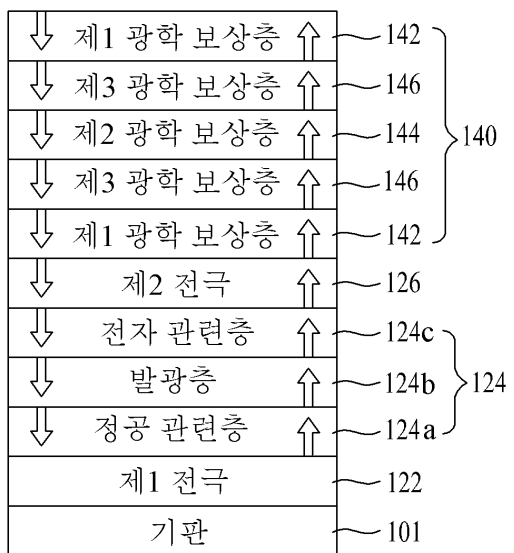 제1 광학 보상층 142
제3 광학 보상층 146
제2 광학 보상층 144
140
제3 광학 보상층 146
제1 광학 보상층 142
제2 전극 126
전자 관련층 124c
발광층 124b
124
정공 관련층 124a
제1 전극 122
기판 101